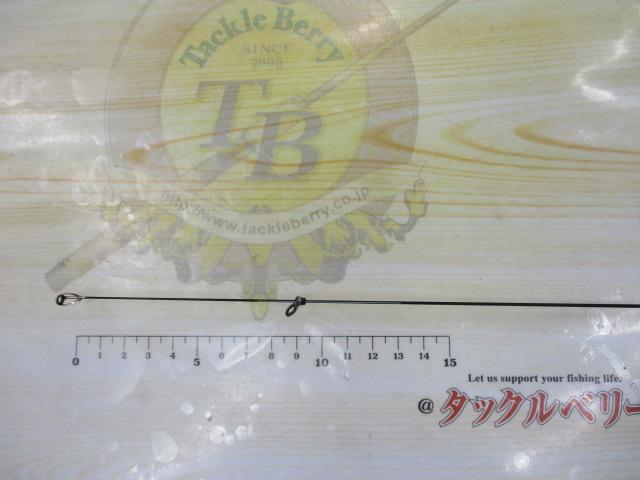 Tackle Berry
SINCE
2000
TB
http://www.tackleberry.co.jp
0 1 2 3 4 5 6 7 8 9 10 11 12 13 14 15
Let us support your fishing life.
@タックルベリー